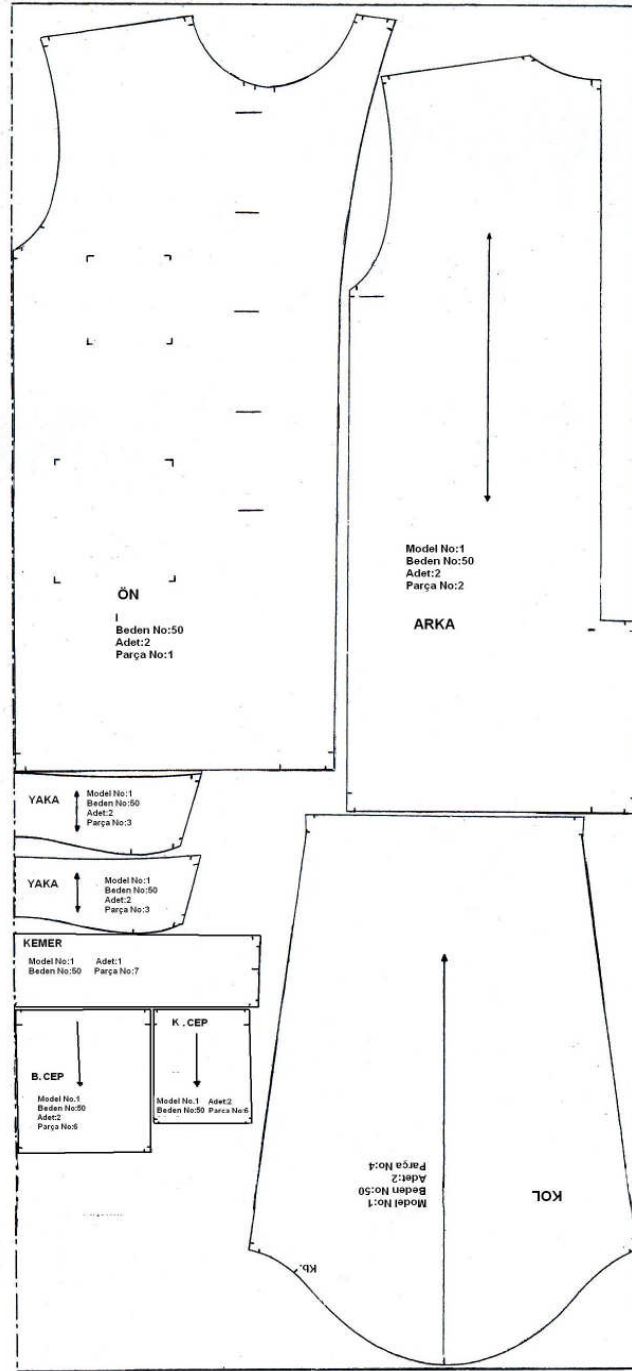 ÖN
I
Beden No:50
Adet:2
Parça No:1
Model No:1
Beden No:50
Adet:2
Parça No:2
ARKA
YAKA
Model No:1
Beden No:50
Adet:2
Parça No:3
YAKA
Model No:1
Beden No:50
Adet:2
Parça No:3
KEMER
Model No:1 Adet:1
Beden No:50 Parça No:7
B.CEP
Model No.1
Beden No:50
Adet:2
Parça No:6
K .CEP
Model No.1 Adet:2
Beden No:50 Parça No:6
KOL
Model No:1
Beden No:50
Adet:2
Parça No:4
Kb.